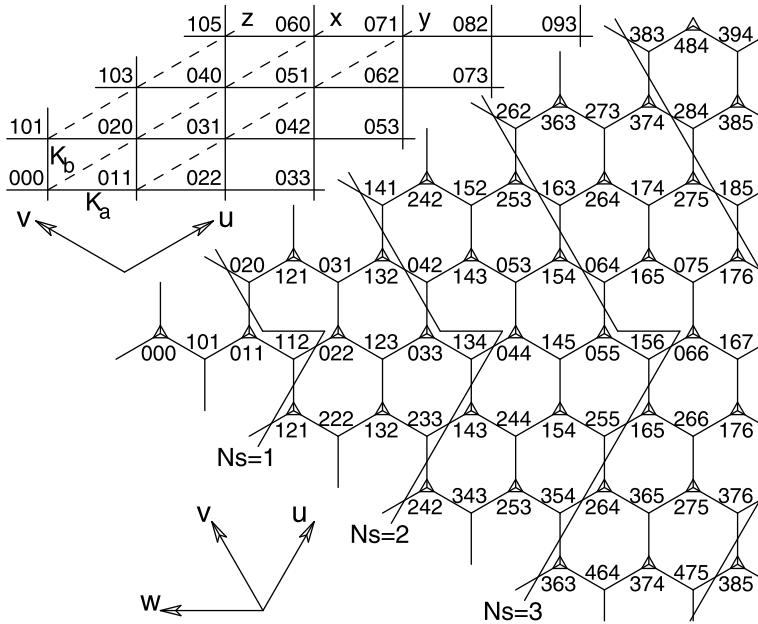 105 z 060 x 071 y 082 093
103 040 051 062 073
101 020 031 042 053
K_b
000 011 022 033
K_a
v u
383 484 394
262 363 273 374 284 385
141 242 152 253 163 264 174 275 185
020 121 031 132 042 143 053 154 064 165 075 176
000 101 011 112 022 123 033 134 044 145 055 156 066 167
121 222 132 233 143 244 154 255 165 266 176
Ns=1
242 343 253 354 264 365 275 376
Ns=2
v u
363 464 374 475 385
w
Ns=3